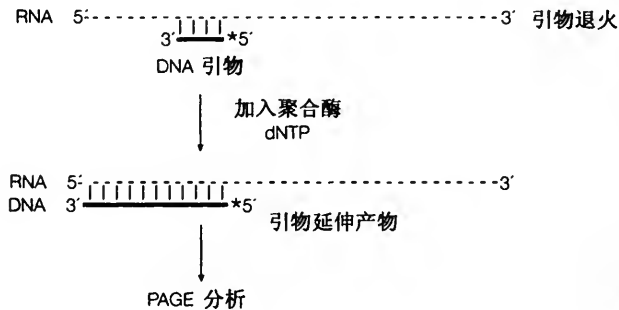 RNA 5′ 3′ 引物退火
3′ *5′
DNA 引物
加入聚合酶
dNTP
RNA 5′ 3′
DNA 3′ *5′
引物延伸产物
PAGE 分析